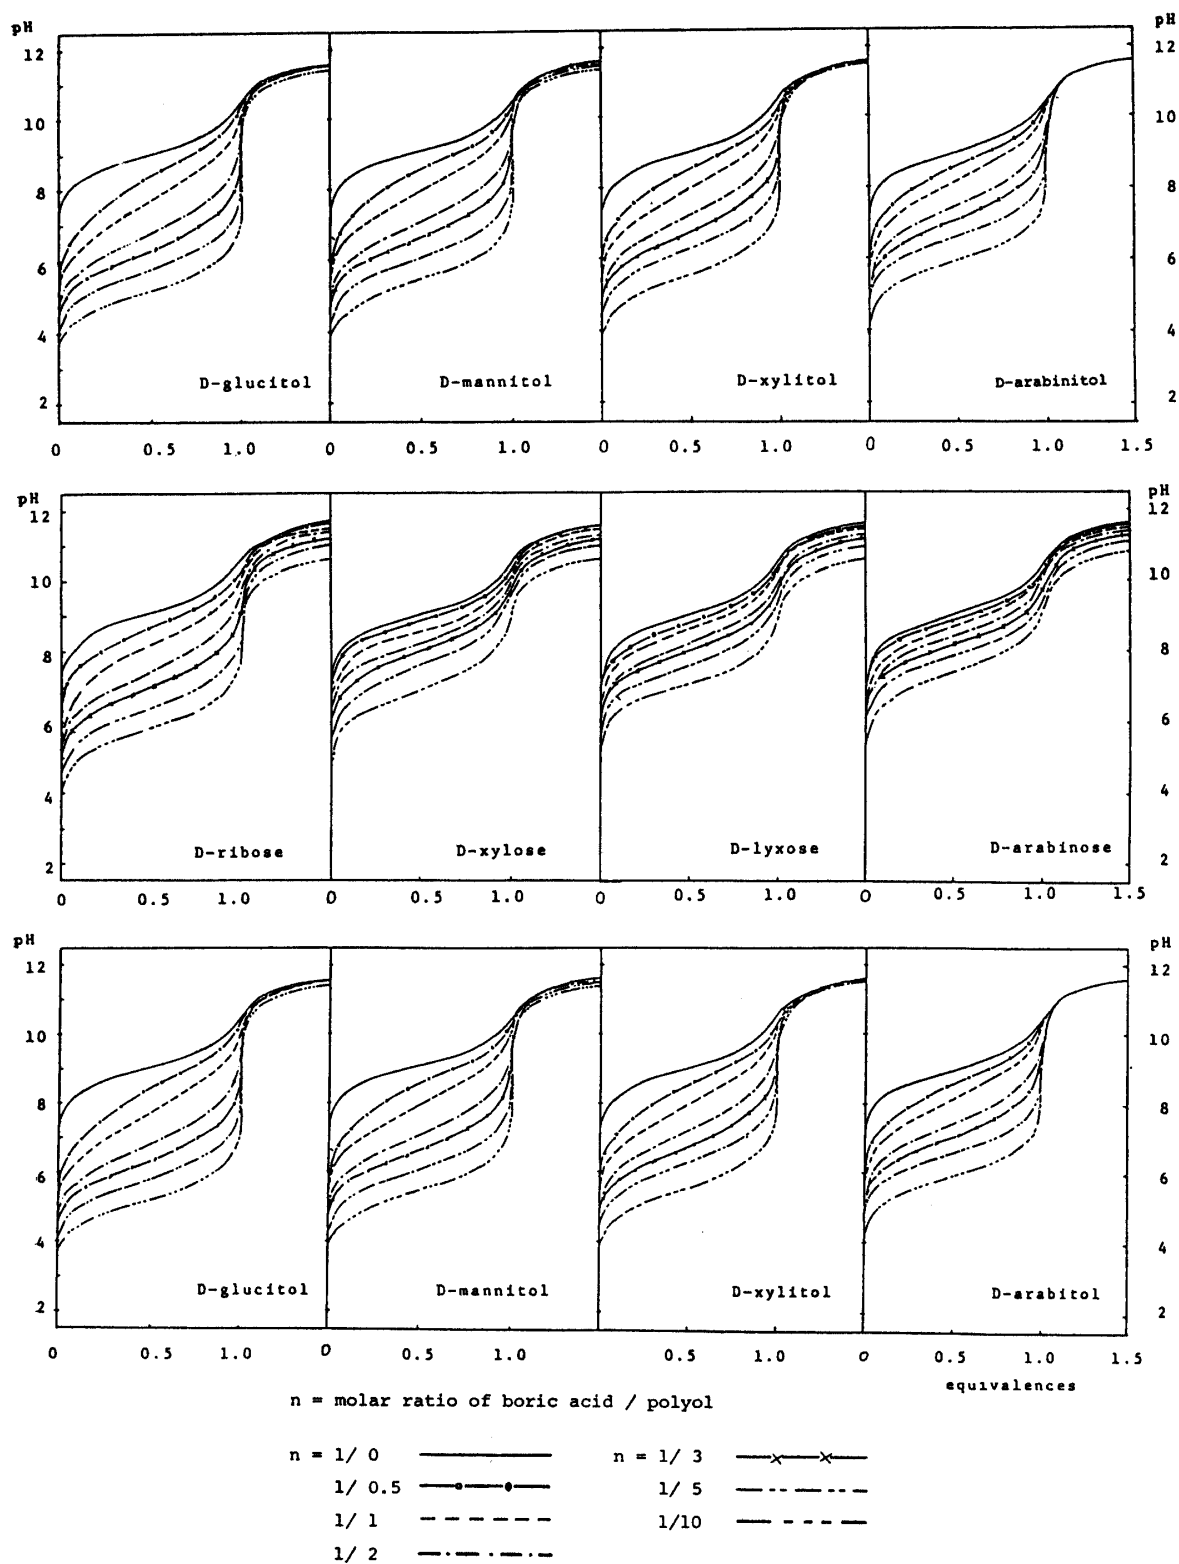 pH pH
12 12
10 10
8 8
6 6
4 4
2 2
D-glucitol D-mannitol D-xylitol D-arabinitol
0 0.5 1.0 0 0.5 1.0 0 0.5 1.0 0 0.5 1.0 1.5
pH pH
12 12
10 10
8 8
6 6
4 4
2 2
D-ribose D-xylose D-lyxose D-arabinose
0 0.5 1.0 0 0.5 1.0 0 0.5 1.0 0 0.5 1.0 1.5
pH pH
12 12
10 10
8 8
6 6
4 4
2 2
D-glucitol D-mannitol D-xylitol D-arabitol
0 0.5 1.0 0 0.5 1.0 0.5 1.0 0 0.5 1.0 1.5
equivalences
n = molar ratio of boric acid / polyol
n = 1/ 0 n = 1/ 3
1/ 0.5 1/ 5
1/ 1 1/10
1/ 2